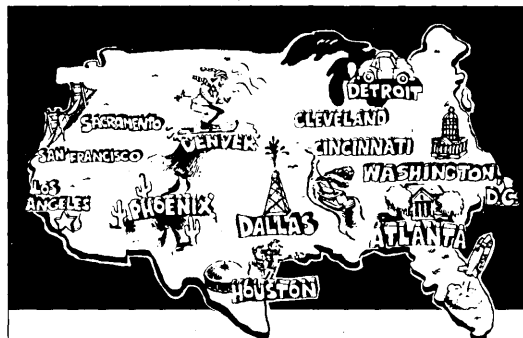 DETROIT
SACRAMENTO
CLEVELAND
DENVER
CINCINNATI
SAN FRANCISCO
WASHINGTON
D.C.
LOS
ANGELES
PHOENIX
DALLAS
ATLANTA
HOUSTON